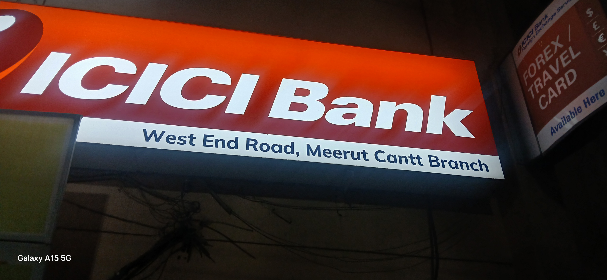 ICICI Bank
West End Road, Meerut Cantt Branch
FOREX /
TRAVEL
CARD
Available Here
Galaxy A15 5G